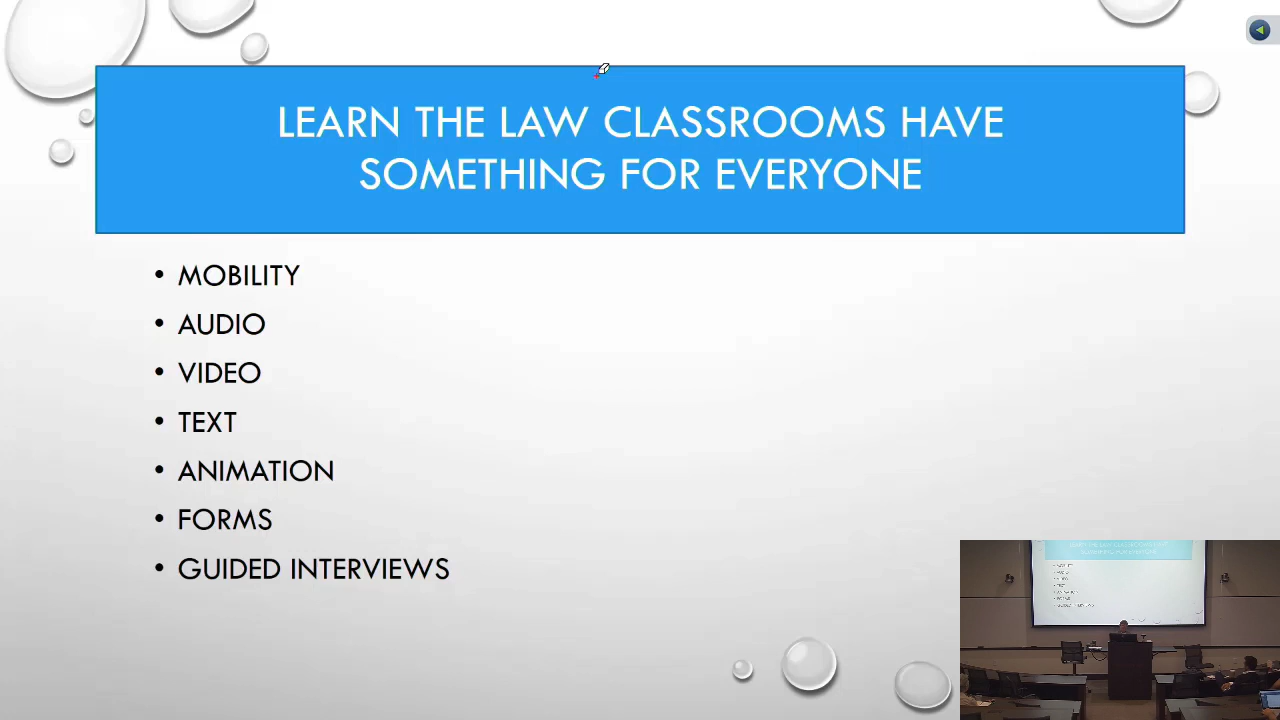 LEARN THE LAW CLASSROOMS HAVE
SOMETHING FOR EVERYONE
• MOBILITY
• AUDIO
• VIDEO
• TEXT
• ANIMATION
• FORMS
• GUIDED INTERVIEWS